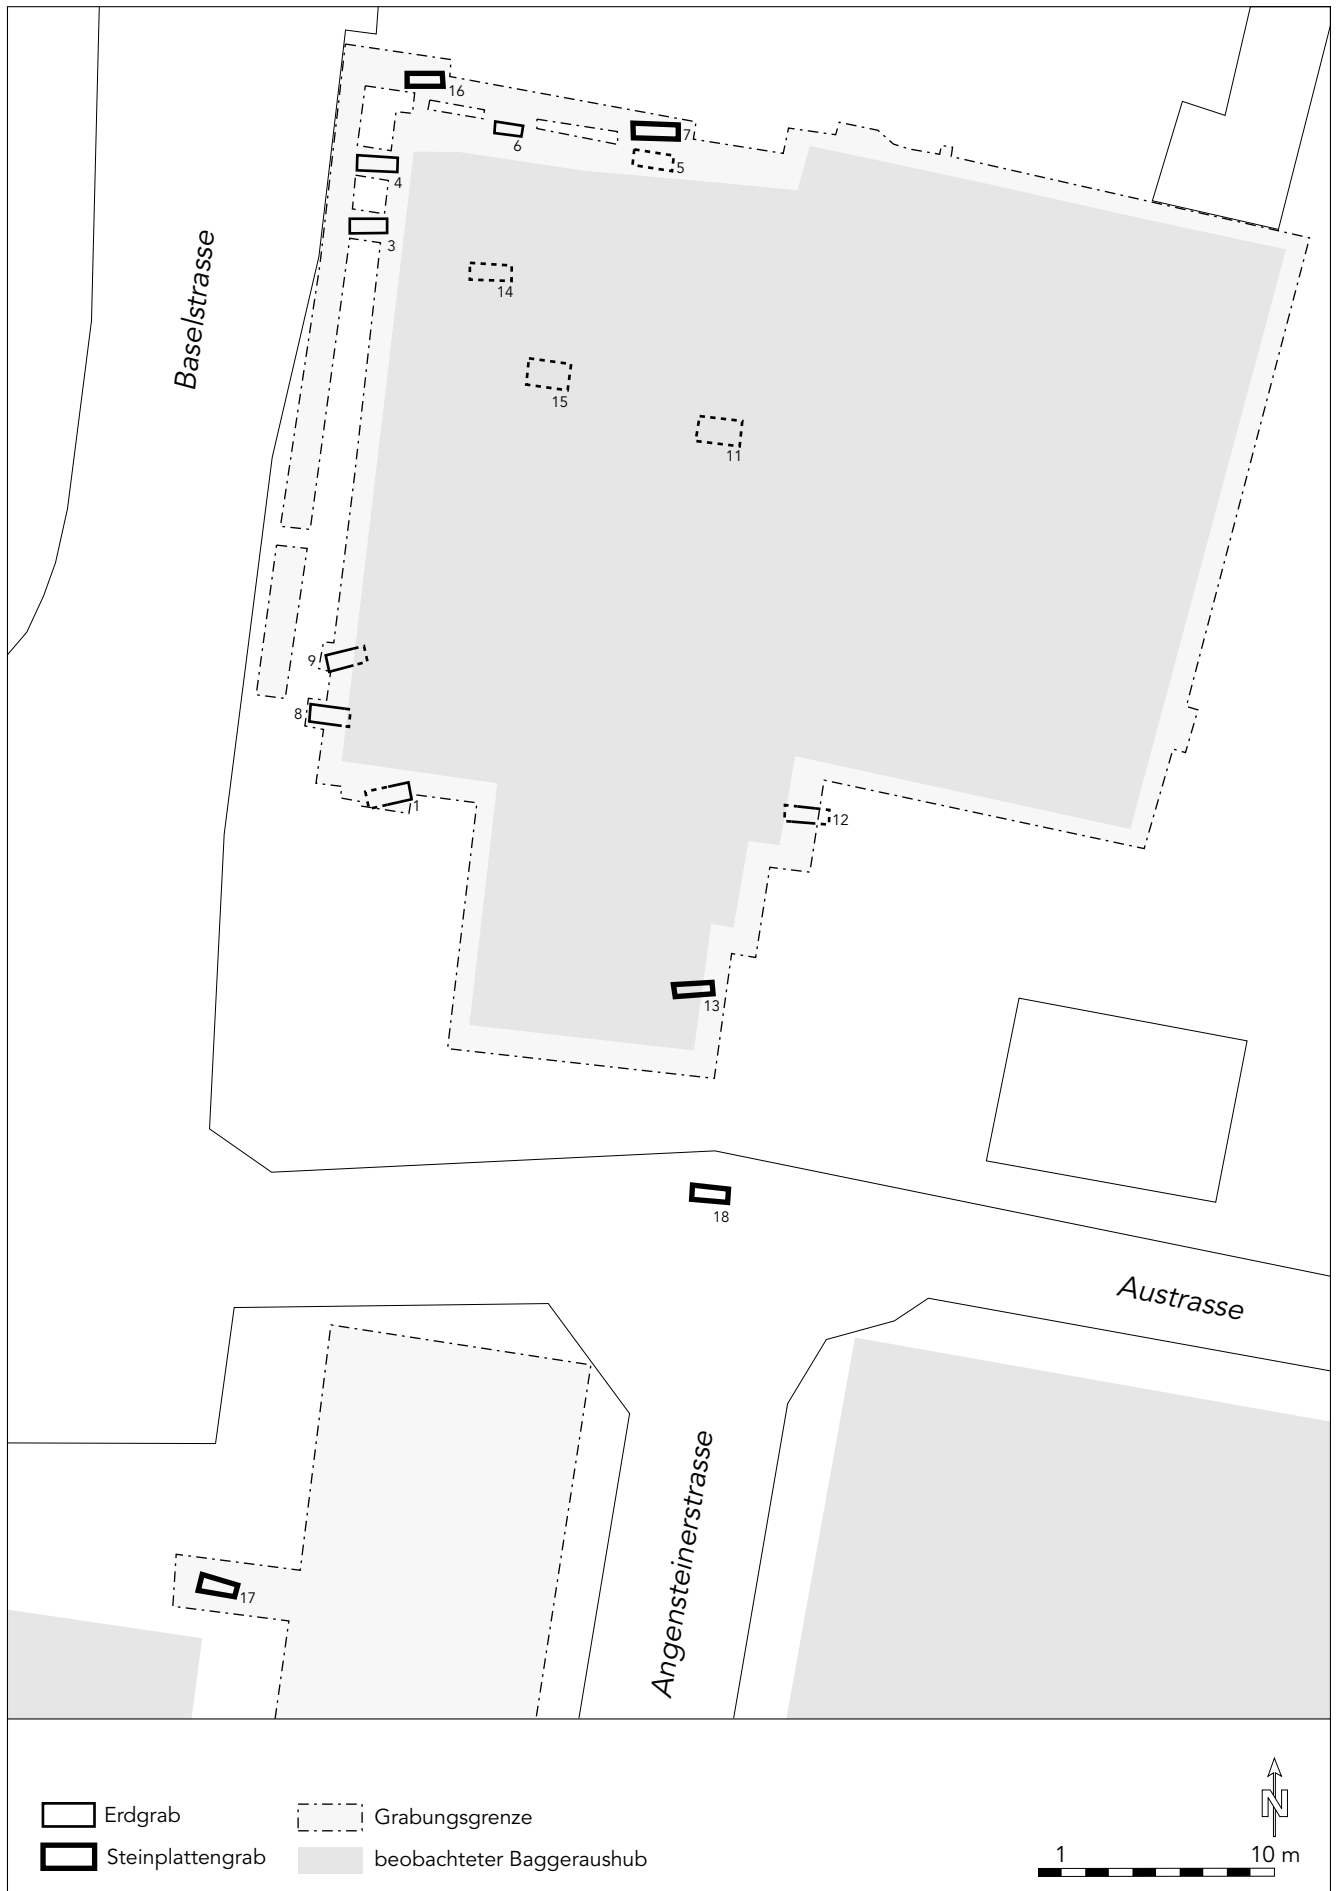 16
7
6
5
4
3
Baselstrasse
14
15
11
9
8
1
12
13
18
Austrasse
Angensteinerstrasse
17
Erdgrab
Steinplattengrab
Grabungsgrenze
beobachteter Baggeraushub
N
1 10 m